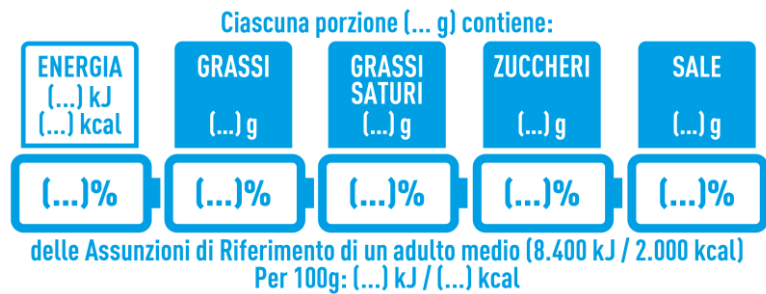 Ciascuna porzione (... g) contiene:
ENERGIA
(...) kJ
(...) kcal
GRASSI
(...) g
GRASSI
SATURI
(...) g
ZUCCHERI
(...) g
SALE
(...) g
(...)% (...)% (...)% (...)% (...)%
delle Assunzioni di Riferimento di un adulto medio (8.400 kJ / 2.000 kcal)
Per 100g: (...) kJ / (...) kcal